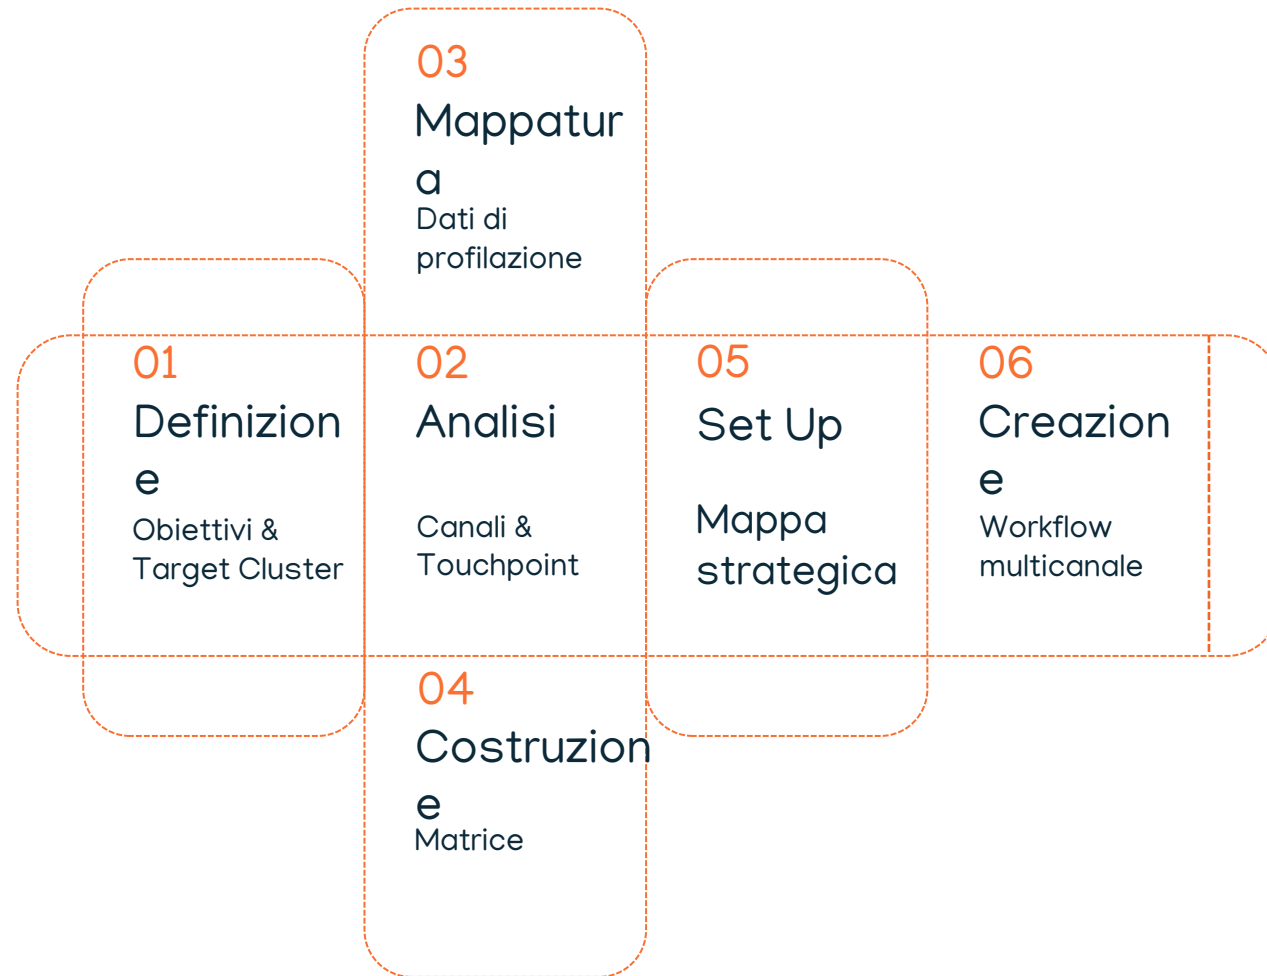 03
Mappatur
a
Dati di
profilazione
01
Definizion
e
Obiettivi &
Target Cluster
02
Analisi
Canali &
Touchpoint
05
Set Up
Mappa
strategica
06
Creazion
e
Workflow
multicanale
04
Costruzion
e
Matrice